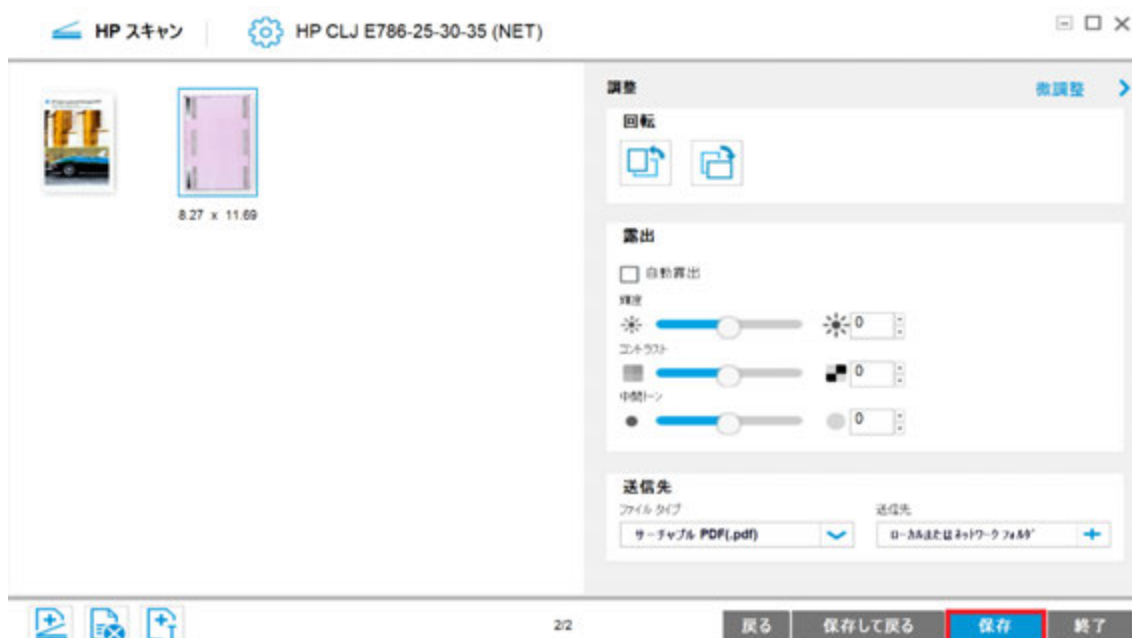 HP スキャン
HP CLJ E786-25-30-35 (NET)
8.27 x 11.69
調整
微調整
回転
露出
自動露出
輝度
0
コントラスト
0
中間トーン
0
送信先
ファイル タイプ
送信先
サーチャブル PDF(.pdf)
ローカルまたは ネットワーク フォルダ
2/2
戻る
保存して戻る
保存
終了